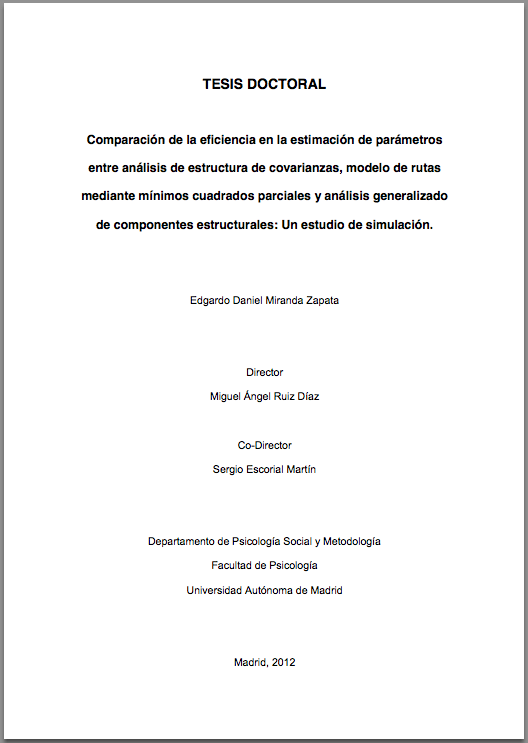 TESIS DOCTORAL
Comparación de la eficiencia en la estimación de parámetros
entre análisis de estructura de covarianzas, modelo de rutas
mediante mínimos cuadrados parciales y análisis generalizado
de componentes estructurales: Un estudio de simulación.
Edgardo Daniel Miranda Zapata
Director
Miguel Ángel Ruiz Díaz
Co-Director
Sergio Escorial Martín
Departamento de Psicología Social y Metodología
Facultad de Psicología
Universidad Autónoma de Madrid
Madrid, 2012